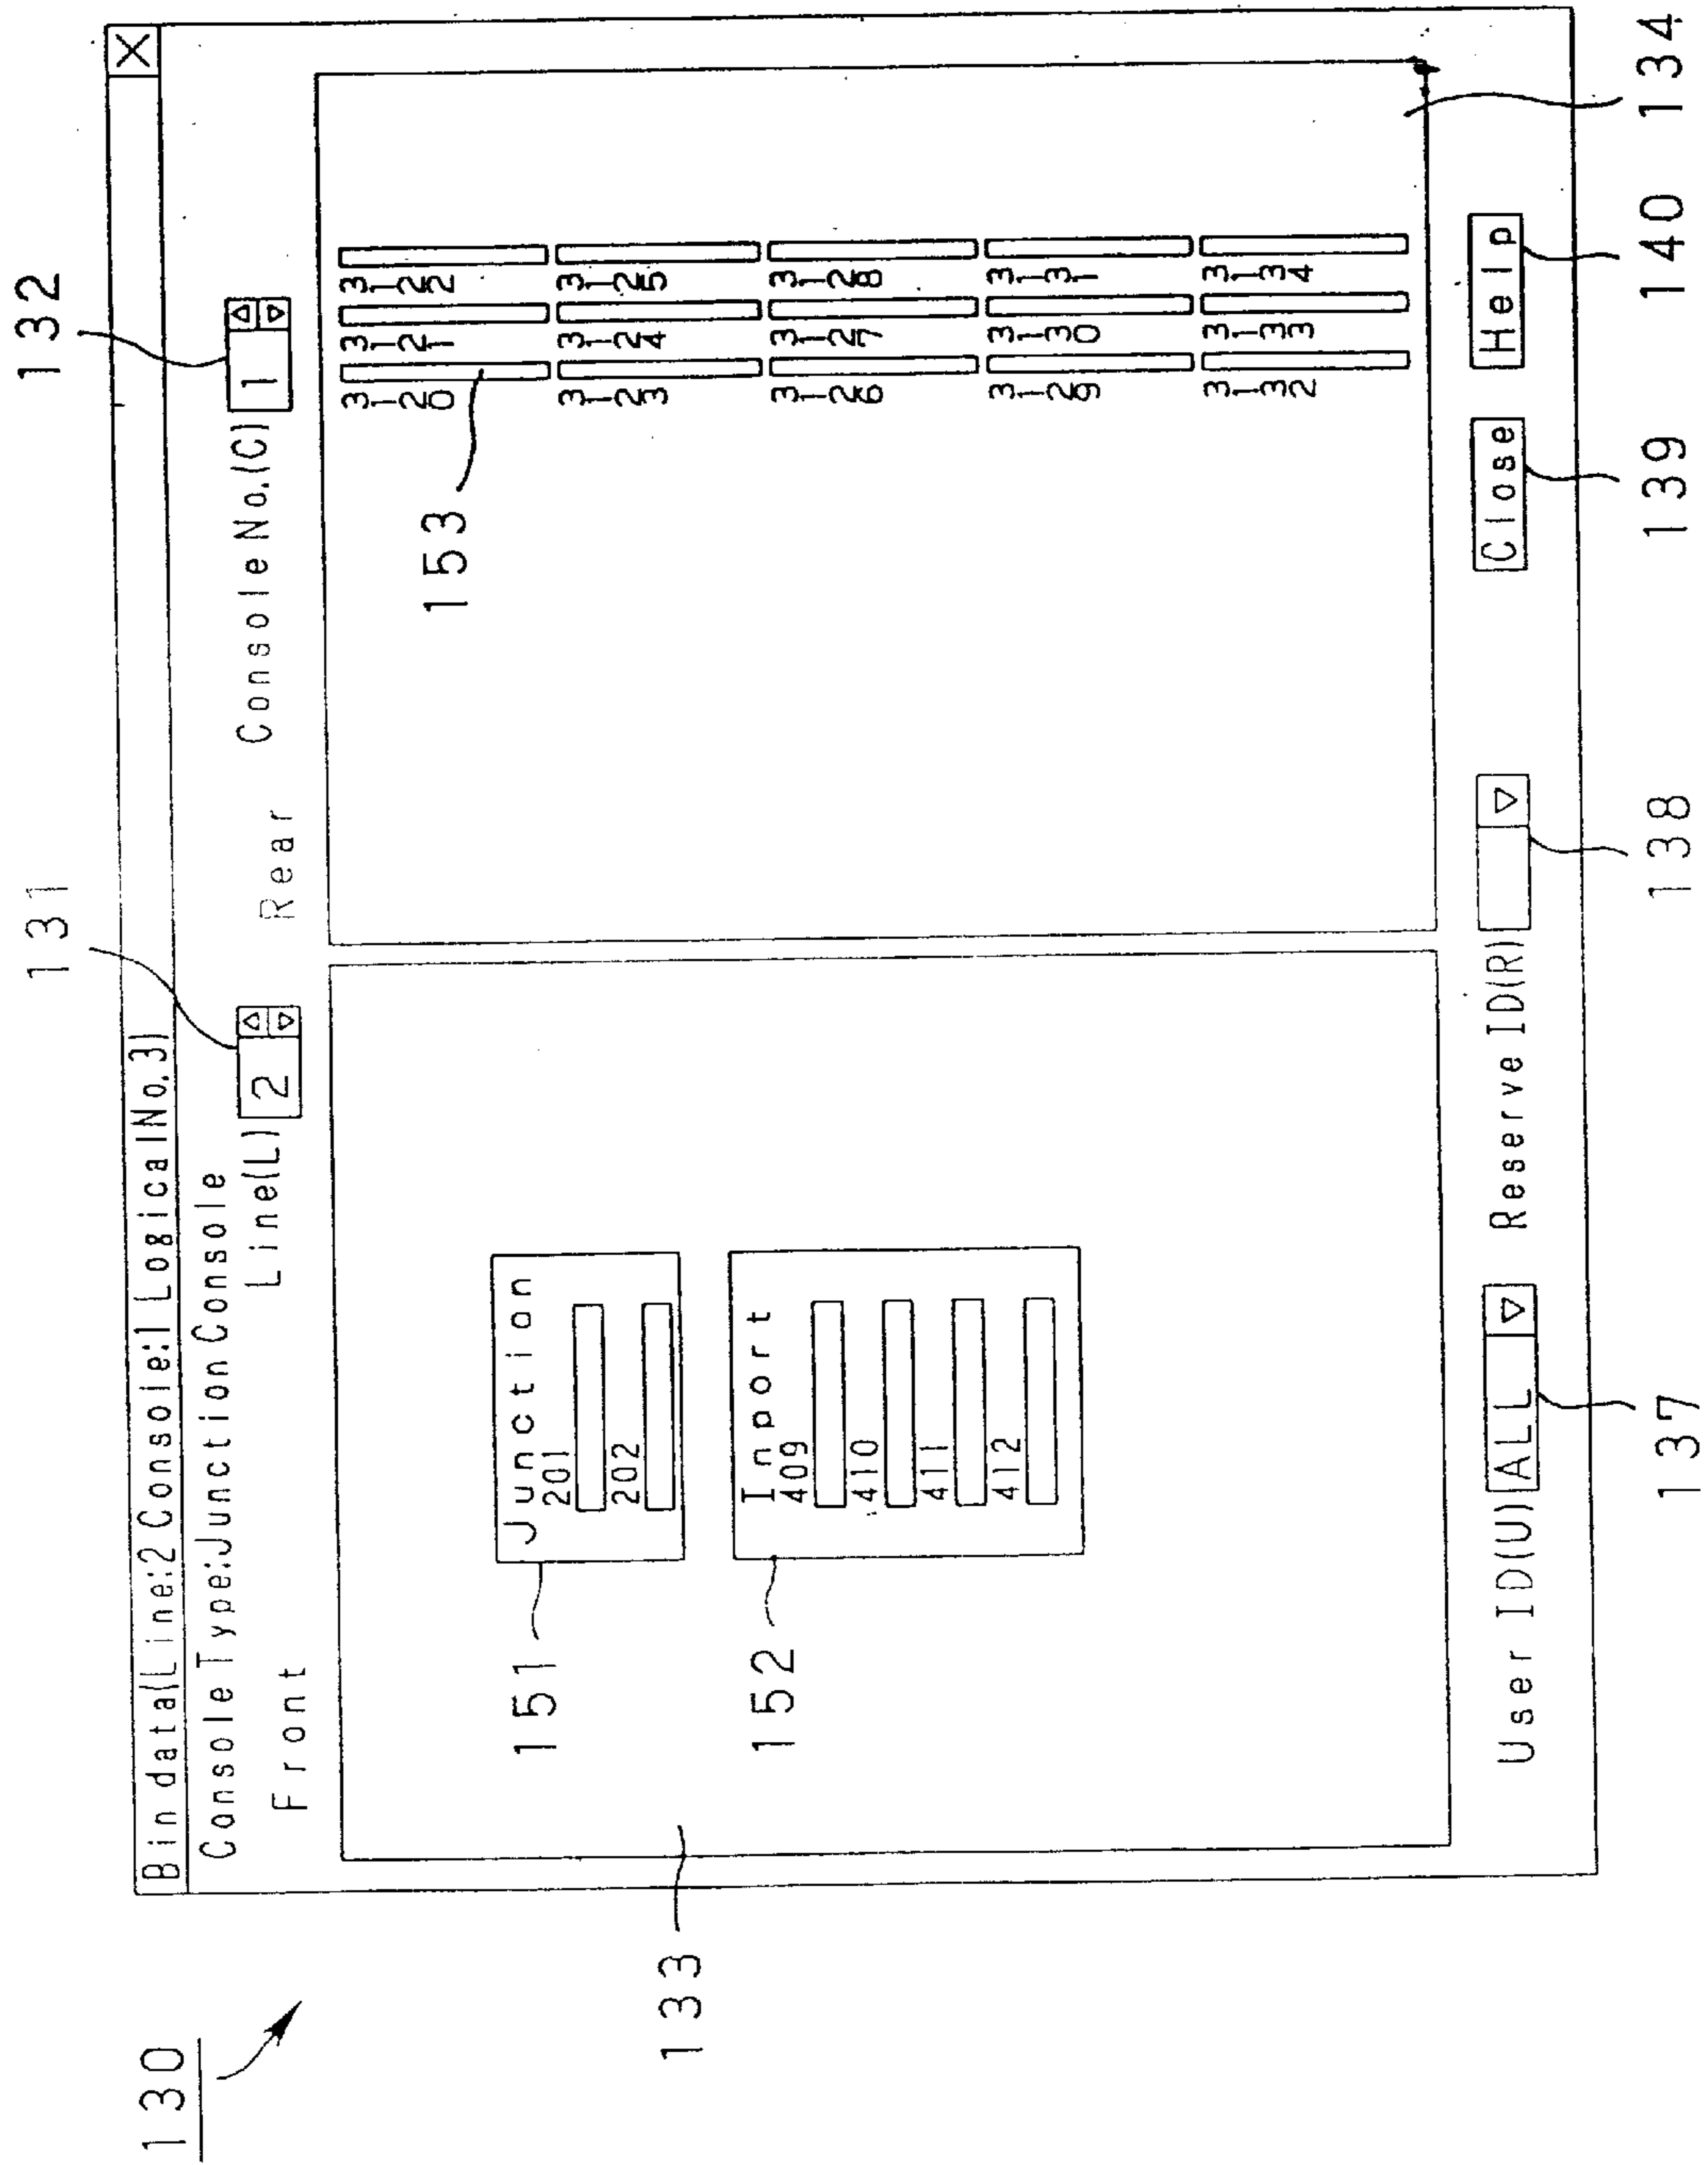 130
131
132
Bin data(Line:2 Console:1 LogicalNo.3)
X
Console Type:Junction Console
Line(L) 2
Console No.(C) 1
Front
Rear
Junction
201
202
Inport
409
410
411
412
151
152
133
3-20 3-21 3-22
3-23 3-24 3-25
3-26 3-27 3-28
3-29 3-30 3-31
3-32 3-33 3-34
153
134
User ID(U) ALL
Reserve ID(R)
Close
Help
137
138
139
140